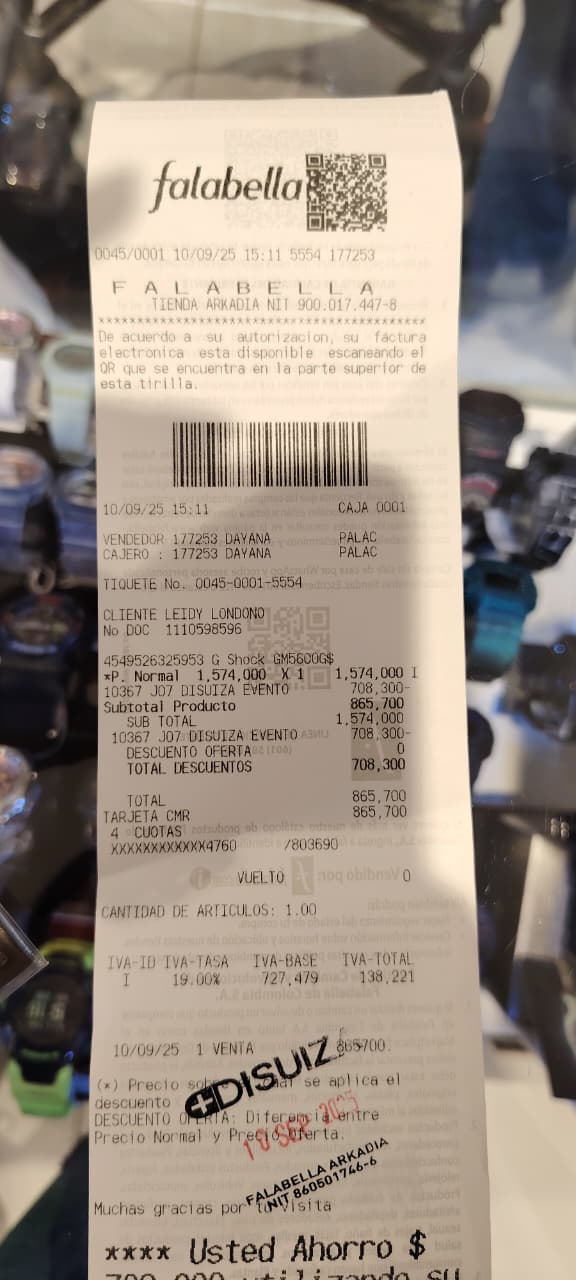 falabella
0045/0001 10/09/25 15:11 5554 177253
F A L A B E L L A
TIENDA ARKADIA NIT 900.017.447-8
******************************************
De acuerdo a su autorizacion, su factura
electronica esta disponible escaneando el
QR que se encuentra en la parte superior de
esta tirilla.
10/09/25 15:11 CAJA 0001
VENDEDOR 177253 DAYANA PALAC
CAJERO : 177253 DAYANA PALAC
TIQUETE No. 0045-0001-5554
CLIENTE LEIDY LONDONO
No DOC 1110598596
4549526325953 G Shock GM5600G$
*P. Normal 1,574,000 X 1 1,574,000 I
10367 J07 DISUIZA EVENTO 708,300-
Subtotal Producto 865,700
SUB TOTAL 1,574,000
10367 J07 DISUIZA EVENTO 708,300-
DESCUENTO OFERTA 0
TOTAL DESCUENTOS 708,300
TOTAL 865,700
TARJETA CMR 865,700
4 CUOTAS
XXXXXXXXXXXX4760 /803690
VUELTO 0
CANTIDAD DE ARTICULOS: 1.00
IVA-ID IVA-TASA IVA-BASE IVA-TOTAL
I 19.00% 727,479 138,221
10/09/25 1 VENTA 865700.
(*) Precio se aplica el
descuento
DISUIZ
DESCUENTO OFERTA: Diferencia entre
Precio Normal y Precio Oferta.
10 SEP 2025
FALABELLA ARKADIA
NIT 860501746-6
Muchas gracias por tu visita
**** Usted Ahorro $
utilizando su